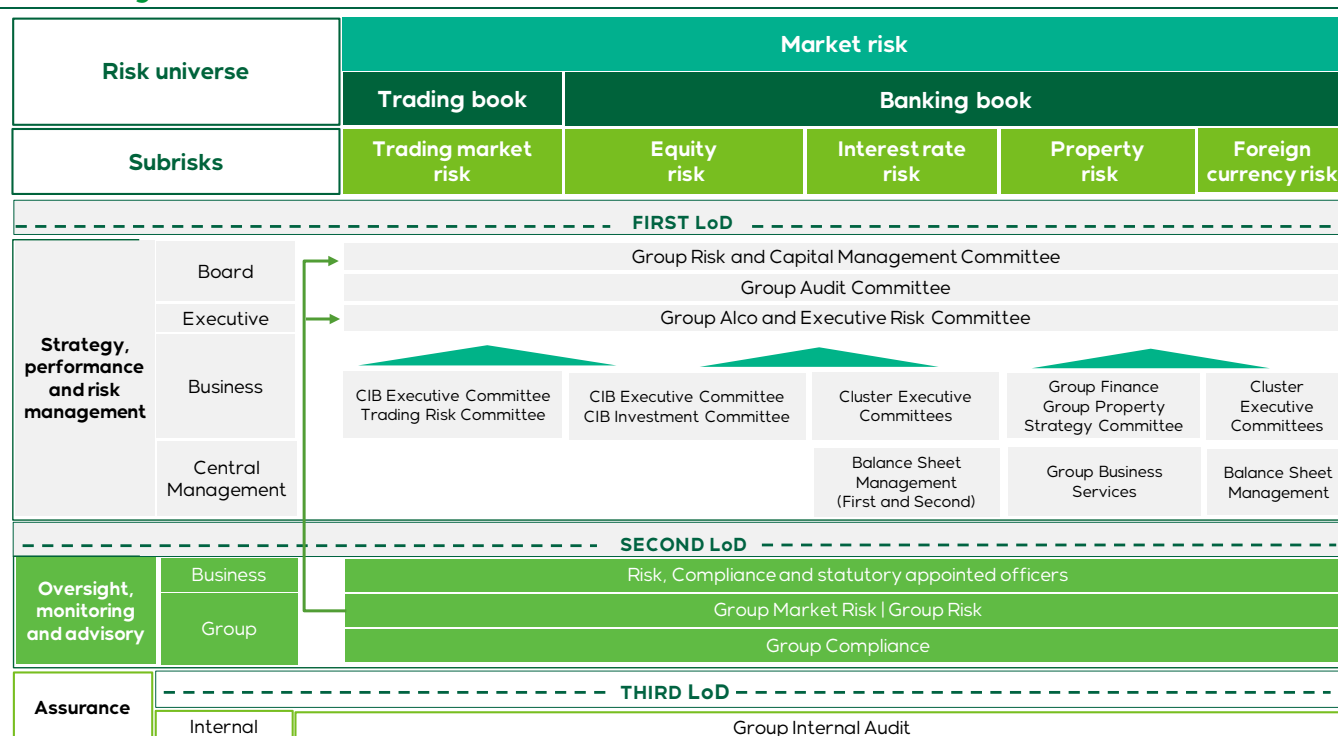 Risk universe
Market risk
Trading book
Banking book
Subrisks
Trading market
risk
Equity
risk
Interest rate
risk
Property
risk
Foreign
currency risk
FIRST LoD
Strategy,
performance
and risk
management
Board
Group Risk and Capital Management Committee
Group Audit Committee
Executive
Group Alco and Executive Risk Committee
Business
CIB Executive Committee
Trading Risk Committee
CIB Executive Committee
CIB Investment Committee
Cluster Executive
Committees
Group Finance
Group Property
Strategy Committee
Cluster
Executive
Committees
Central
Management
Balance Sheet
Management
(First and Second)
Group Business
Services
Balance Sheet
Management
SECOND LoD
Oversight,
monitoring
and advisory
Business
Risk, Compliance and statutory appointed officers
Group
Group Market Risk | Group Risk
Group Compliance
THIRD LoD
Assurance
Internal
Group Internal Audit